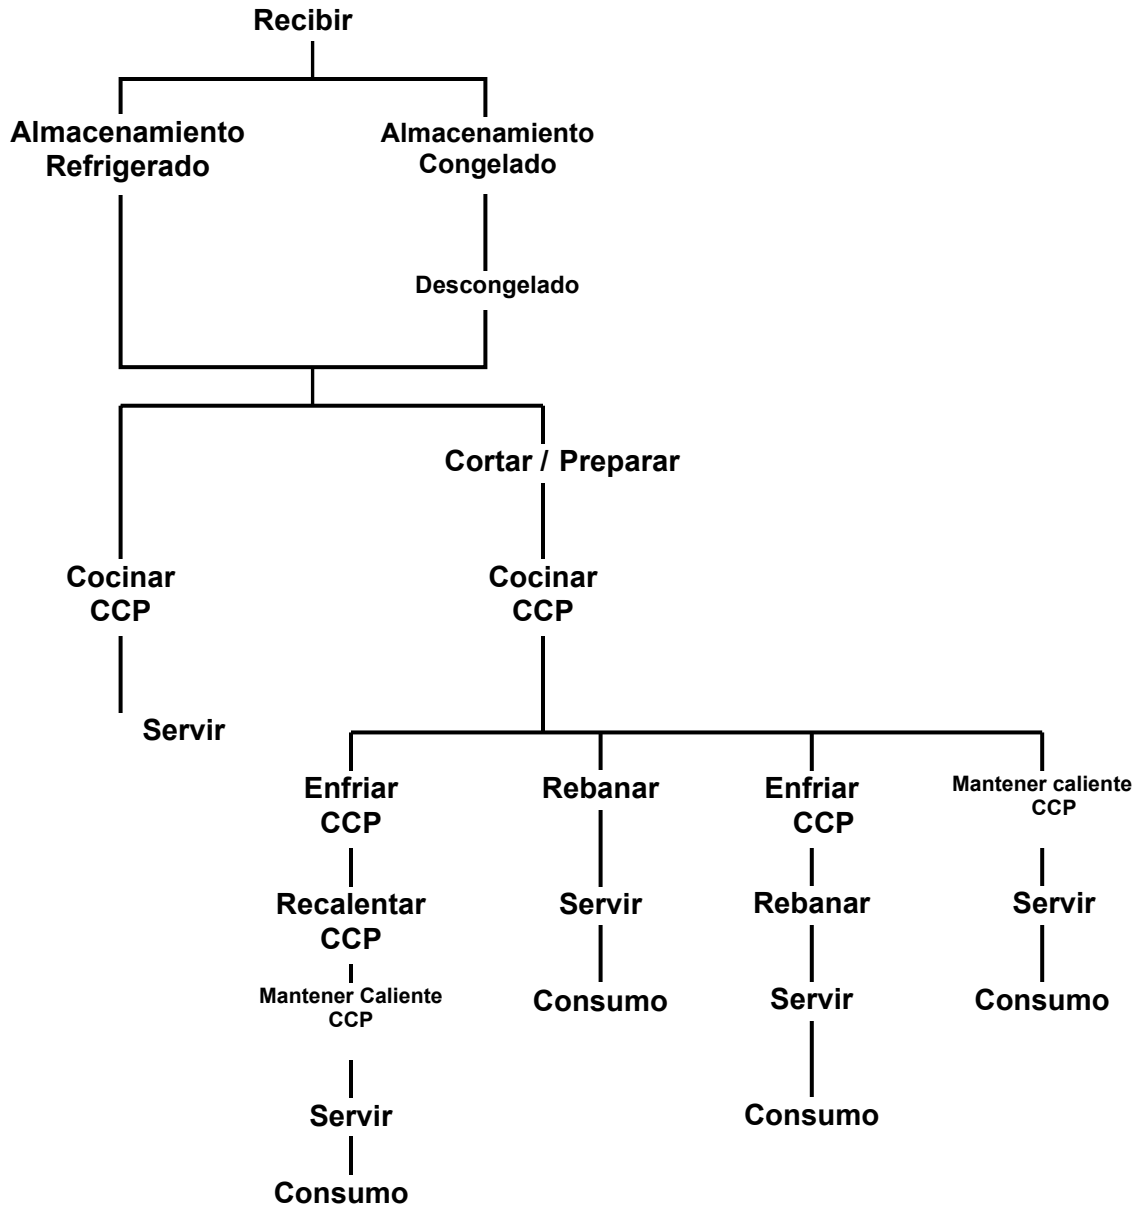 Recibir
Almacenamiento
Refrigerado
Almacenamiento
Congelado
Descongelado
Cortar / Preparar
Cocinar
CCP
Cocinar
CCP
Servir
Enfriar
CCP
Rebanar
Enfriar
CCP
Mantener caliente
CCP
Recalentar
CCP
Servir
Rebanar
Servir
Mantener Caliente
CCP
Consumo
Servir
Consumo
Servir
Consumo
Consumo